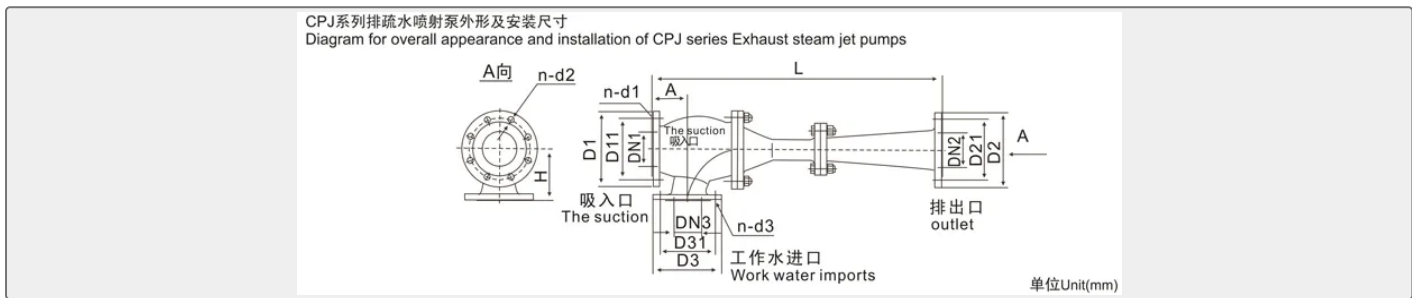 CPJ系列排疏水喷射泵外形及安装尺寸
Diagram for overall appearance and installation of CPJ series Exhaust steam jet pumps
A向
n-d2
H
L
A
n-d1
D1
D11
DN1
The suction
吸入口
DN2
D21
D2
A
吸入口
The suction
DN3
D31
D3
n-d3
工作水进口
Work water imports
排出口
outlet
单位Unit(mm)